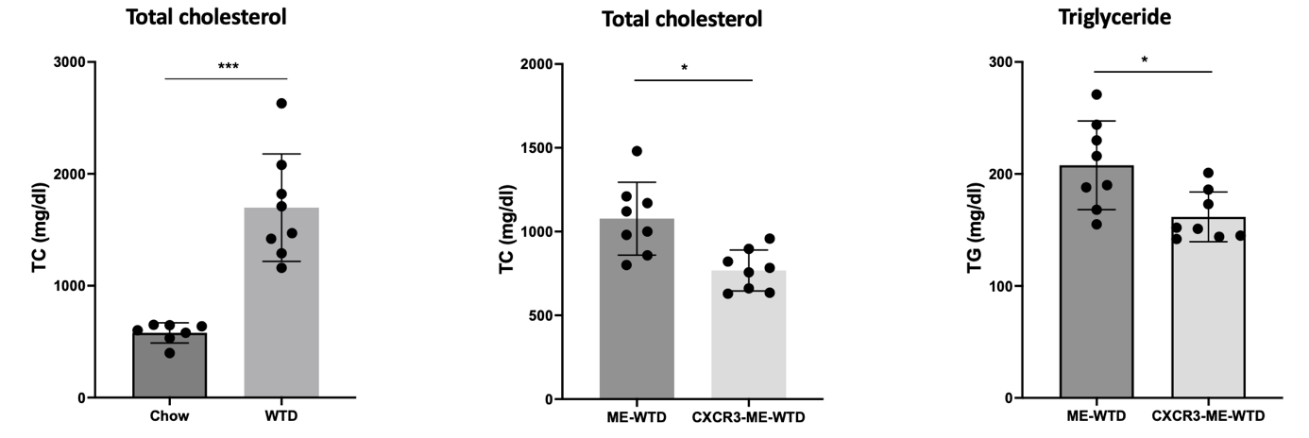 Total cholesterol
***
3000
2000
1000
0
TC (mg/dl)
Chow WTD
Total cholesterol
*
2000
1500
1000
500
0
TC (mg/dl)
ME-WTD CXCR3-ME-WTD
Triglyceride
*
300
200
100
0
TG (mg/dl)
ME-WTD CXCR3-ME-WTD